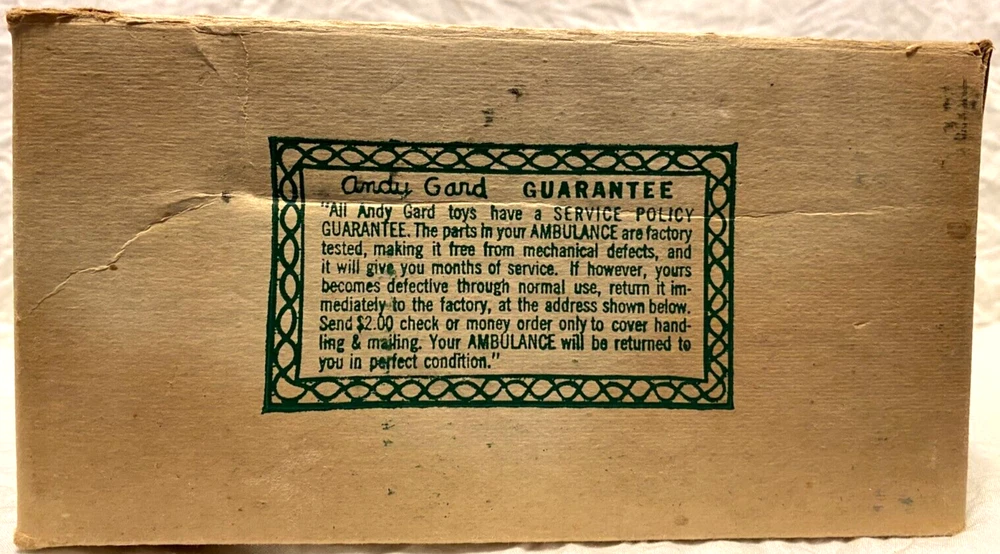 Andy Gard GUARANTEE
"All Andy Gard toys have a SERVICE POLICY
GUARANTEE. The parts in your AMBULANCE are factory
tested, making it free from mechanical defects, and
it will give you months of service. If however, yours
becomes defective through normal use, return it im-
mediately to the factory, at the address shown below.
Send $2.00 check or money order only to cover hand-
ling & mailing. Your AMBULANCE will be returned to
you in perfect condition."